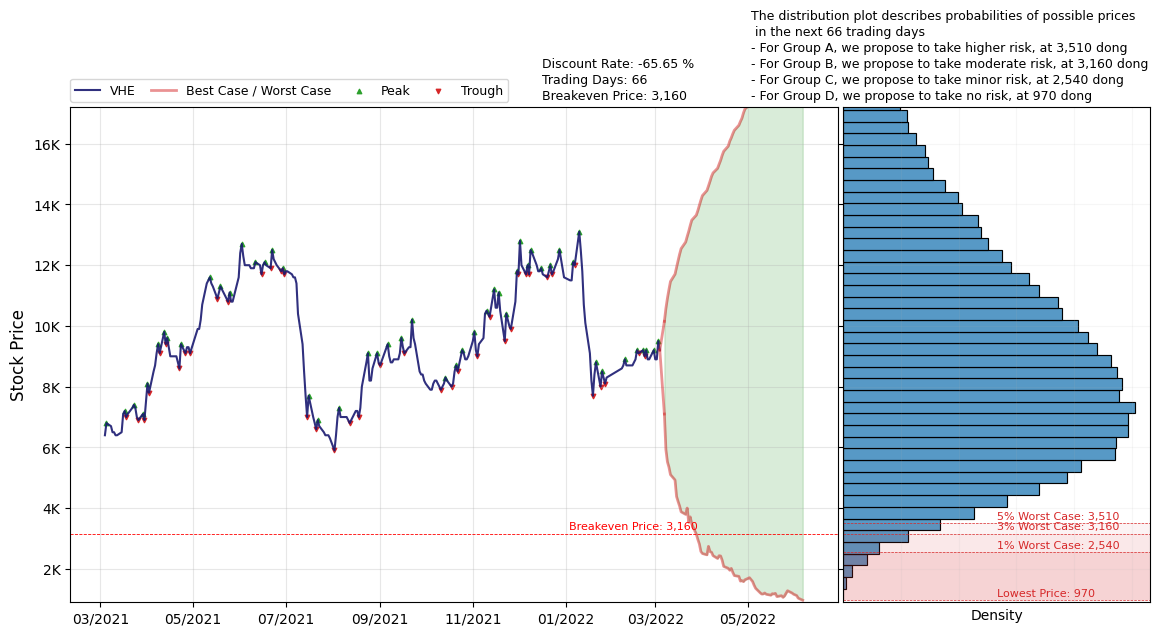 The distribution plot describes probabilities of possible prices
in the next 66 trading days
- For Group A, we propose to take higher risk, at 3,510 dong
- For Group B, we propose to take moderate risk, at 3,160 dong
- For Group C, we propose to take minor risk, at 2,540 dong
- For Group D, we propose to take no risk, at 970 dong
Discount Rate: -65.65 %
Trading Days: 66
Breakeven Price: 3,160
VHE Best Case / Worst Case Peak Trough
Stock Price
16K
14K
12K
10K
8K
6K
4K
2K
Breakeven Price: 3,160
5% Worst Case: 3,510
3% Worst Case: 3,160
1% Worst Case: 2,540
Lowest Price: 970
03/2021 05/2021 07/2021 09/2021 11/2021 01/2022 03/2022 05/2022
Density